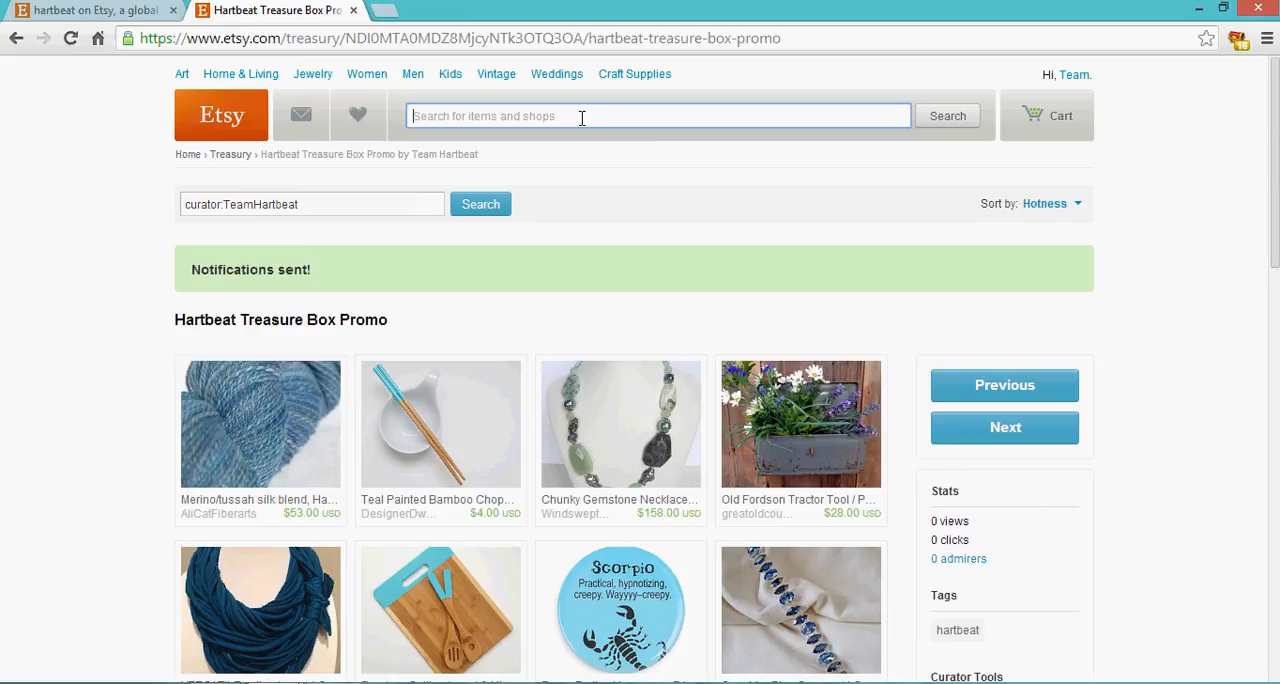 hartbeat on Etsy, a global
Hartbeat Treasure Box Pro
https://www.etsy.com/treasury/NDI0MTA0MDZ8MjcyNTk3OTQ3OA/hartbeat-treasure-box-promo
16
Art Home & Living Jewelry Women Men Kids Vintage Weddings Craft Supplies Hi, Team.
Etsy Search for items and shops Search Cart
Home › Treasury › Hartbeat Treasure Box Promo by Team Hartbeat
curator:TeamHartbeat Search Sort by: Hotness
Notifications sent!
Hartbeat Treasure Box Promo
Merino/tussah silk blend, Ha...
AliCatFiberarts $53.00 USD
Teal Painted Bamboo Chop...
DesignerDw... $4.00 USD
Chunky Gemstone Necklace...
Windswept... $158.00 USD
Old Fordson Tractor Tool / P...
greatoldcou... $28.00 USD
Previous
Next
Stats
0 views
0 clicks
0 admirers
Tags
hartbeat
Curator Tools
Scorpio
Practical, hypnotizing,
creepy. Wayyyy-creepy.